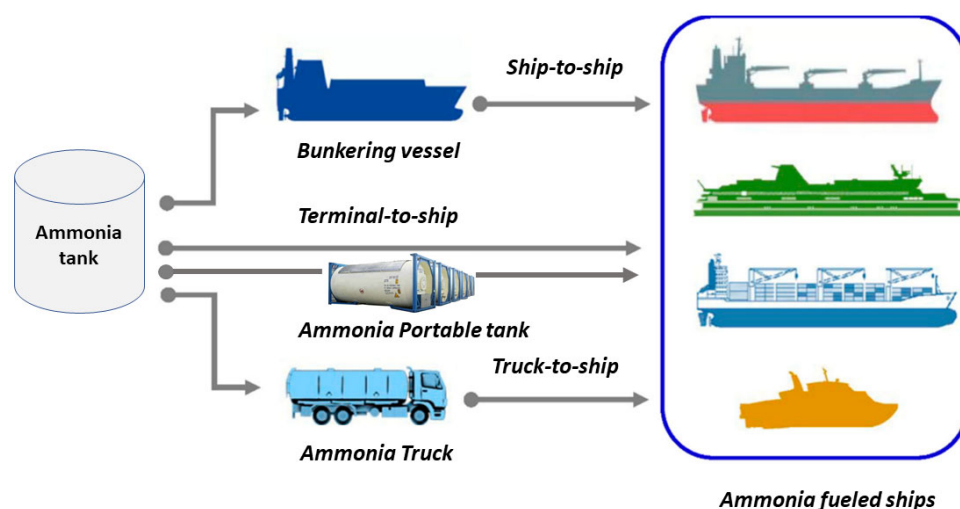 Ship-to-ship
Bunkering vessel
Terminal-to-ship
Ammonia
tank
Ammonia Portable tank
Truck-to-ship
Ammonia Truck
Ammonia fueled ships